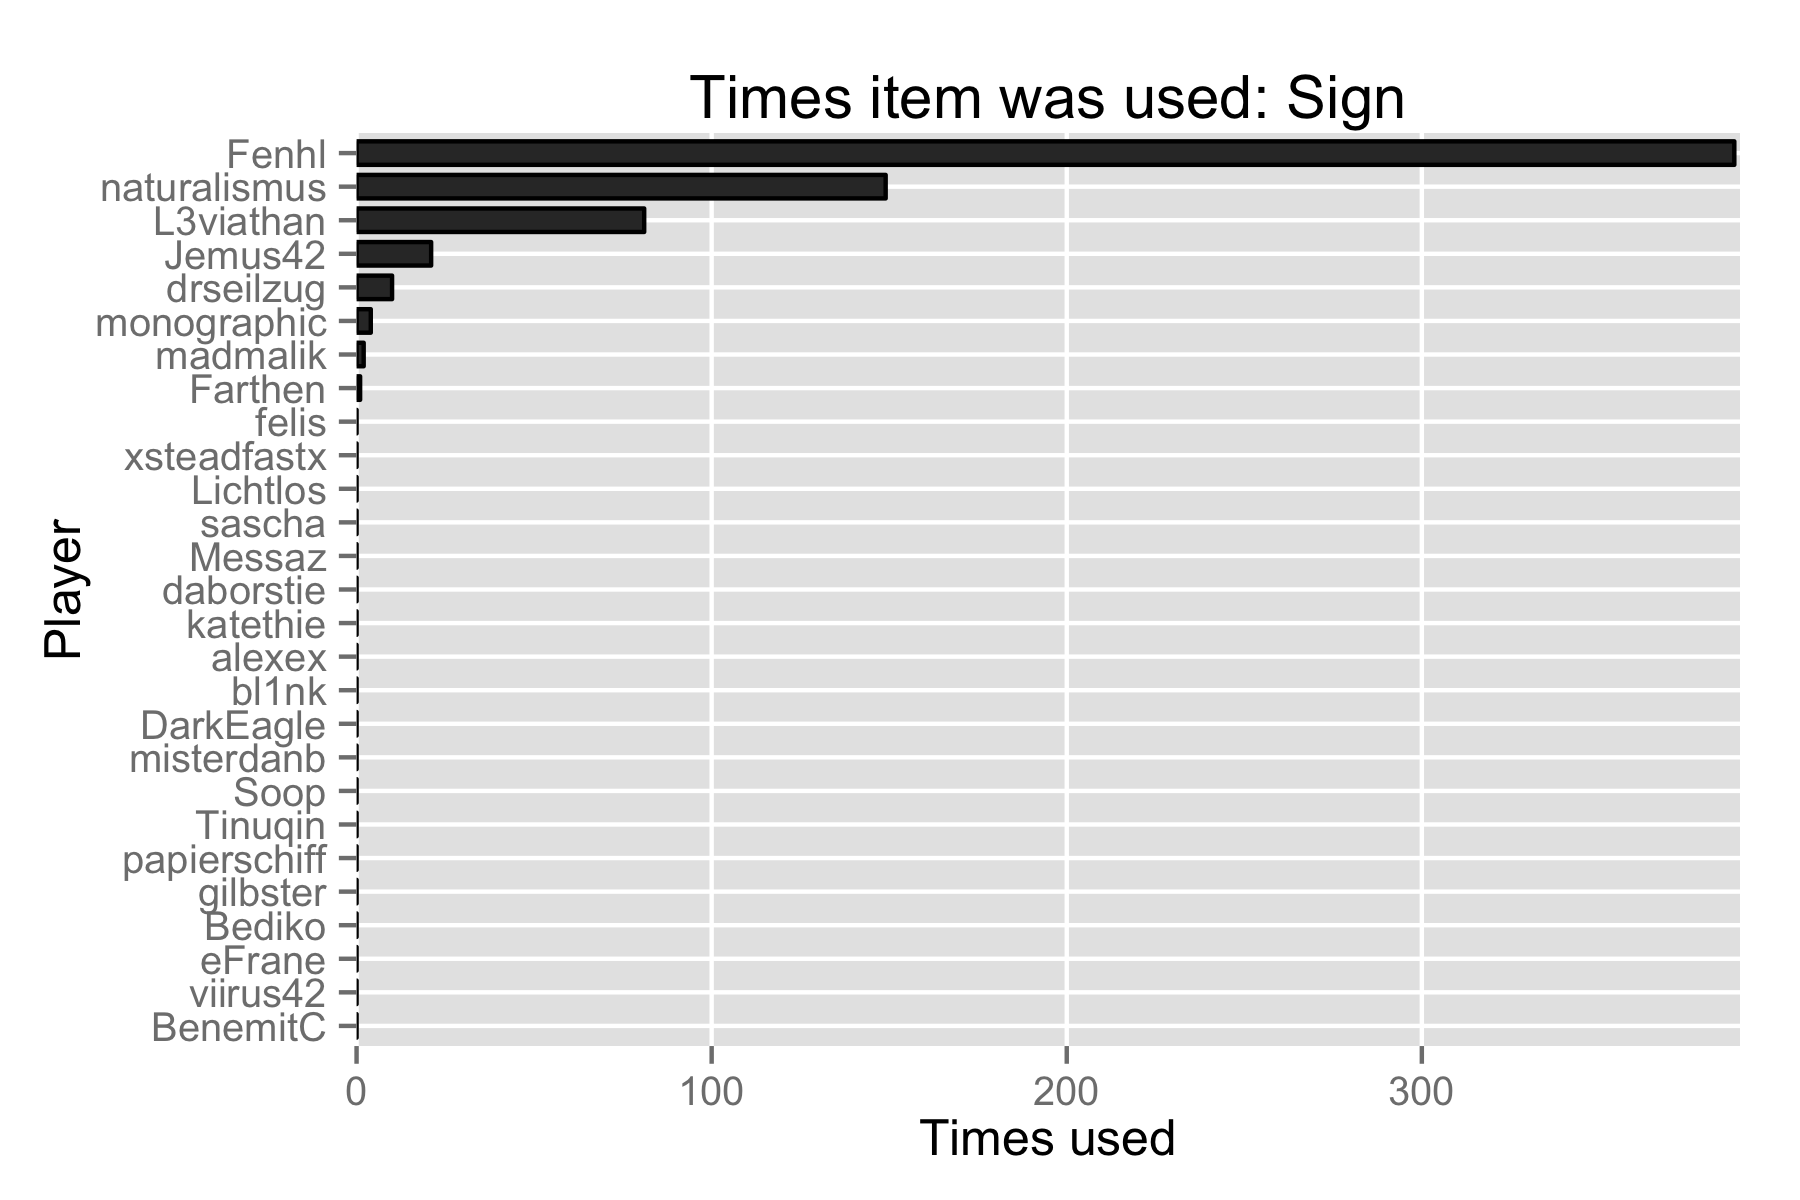 Times item was used: Sign
Fenhl
naturalismus
L3viathan
Jemus42
drseilzug
monographic
madmalik
Farthen
felis
xsteadfastx
Lichtlos
sascha
Messaz
daborstie
katethie
alexex
bl1nk
DarkEagle
misterdanb
Soop
Tinuqin
papierschiff
gilbster
Bediko
eFrane
viirus42
BenemitC
Player
0 100 200 300
Times used